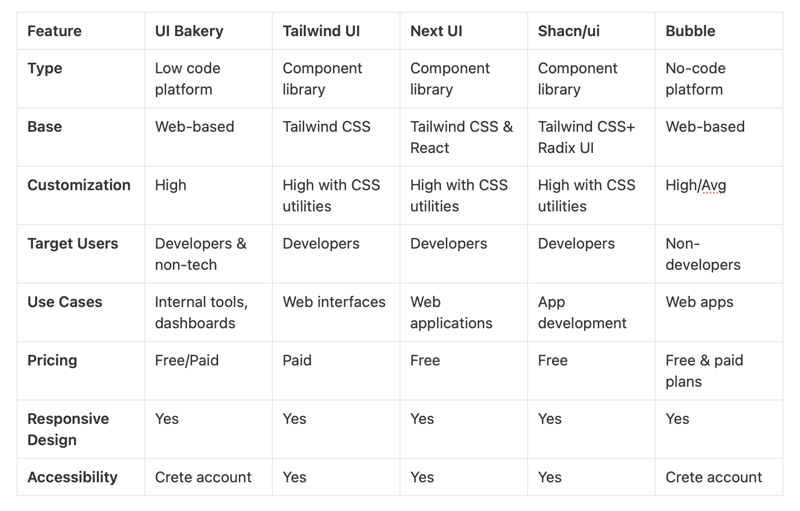 Feature UI Bakery Tailwind UI Next UI Shacn/ui Bubble
Type Low code Component Component Component No-code
platform library library library platform
Base Web-based Tailwind CSS Tailwind CSS & Tailwind CSS+ Web-based
React Radix UI
Customization High High with CSS High with CSS High with CSS High/Avg
utilities utilities utilities
Target Users Developers & Developers Developers Developers Non-
non-tech developers
Use Cases Internal tools, Web interfaces Web App Web apps
dashboards applications development
Pricing Free/Paid Paid Free Free Free & paid
plans
Responsive Yes Yes Yes Yes Yes
Design
Accessibility Crete account Yes Yes Yes Crete account